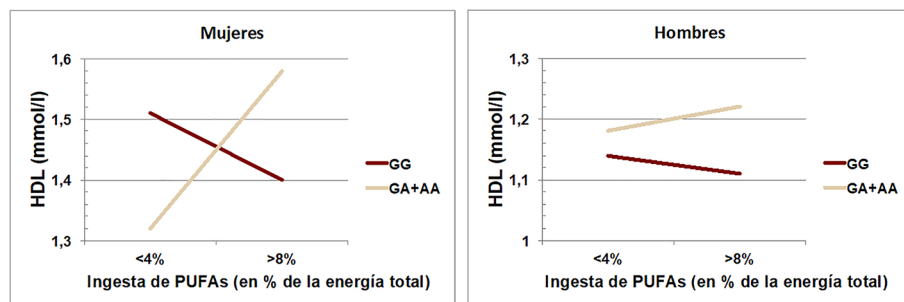 Mujeres
1,6
1,5
1,4
1,3
HDL (mmol/l)
<4%
>8%
Ingesta de PUFAs (en % de la energía total)
GG
GA+AA
Hombres
1,3
1,2
1,1
1
HDL (mmol/l)
<4%
>8%
Ingesta de PUFAs (en % de la energía total)
GG
GA+AA